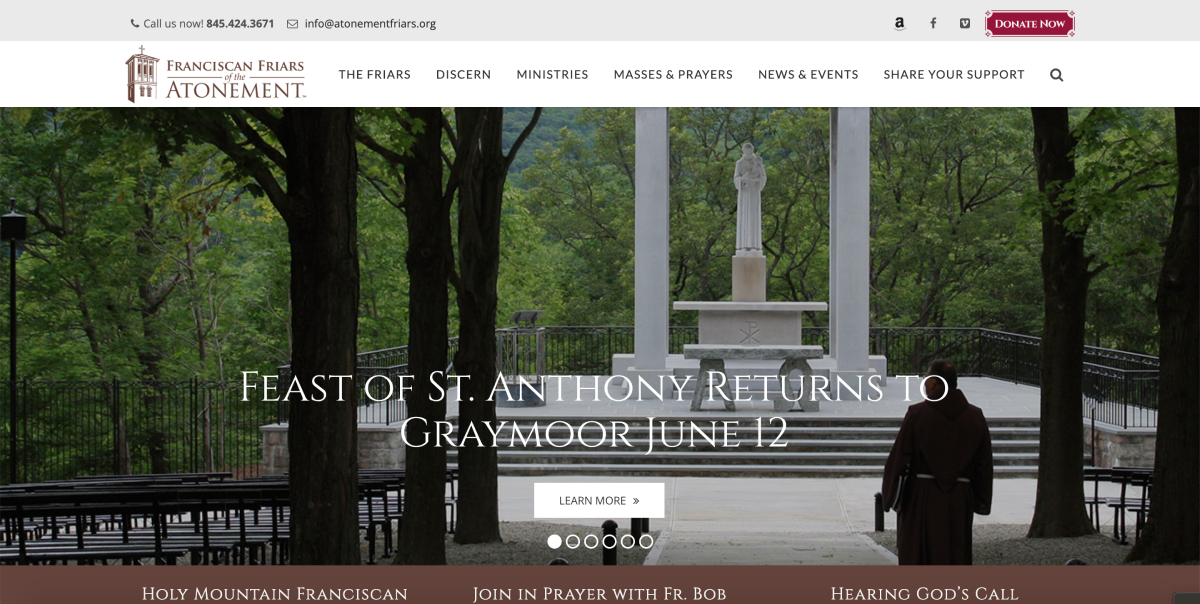 Call us now! 845.424.3671 info@atonementfriars.org
Donate Now
Franciscan Friars
of the
Atonement
THE FRIARS DISCERN MINISTRIES MASSES & PRAYERS NEWS & EVENTS SHARE YOUR SUPPORT
Feast of St. Anthony Returns to
Graymoor June 12
LEARN MORE »
Holy Mountain Franciscan Join in Prayer with Fr. Bob Hearing God's Call